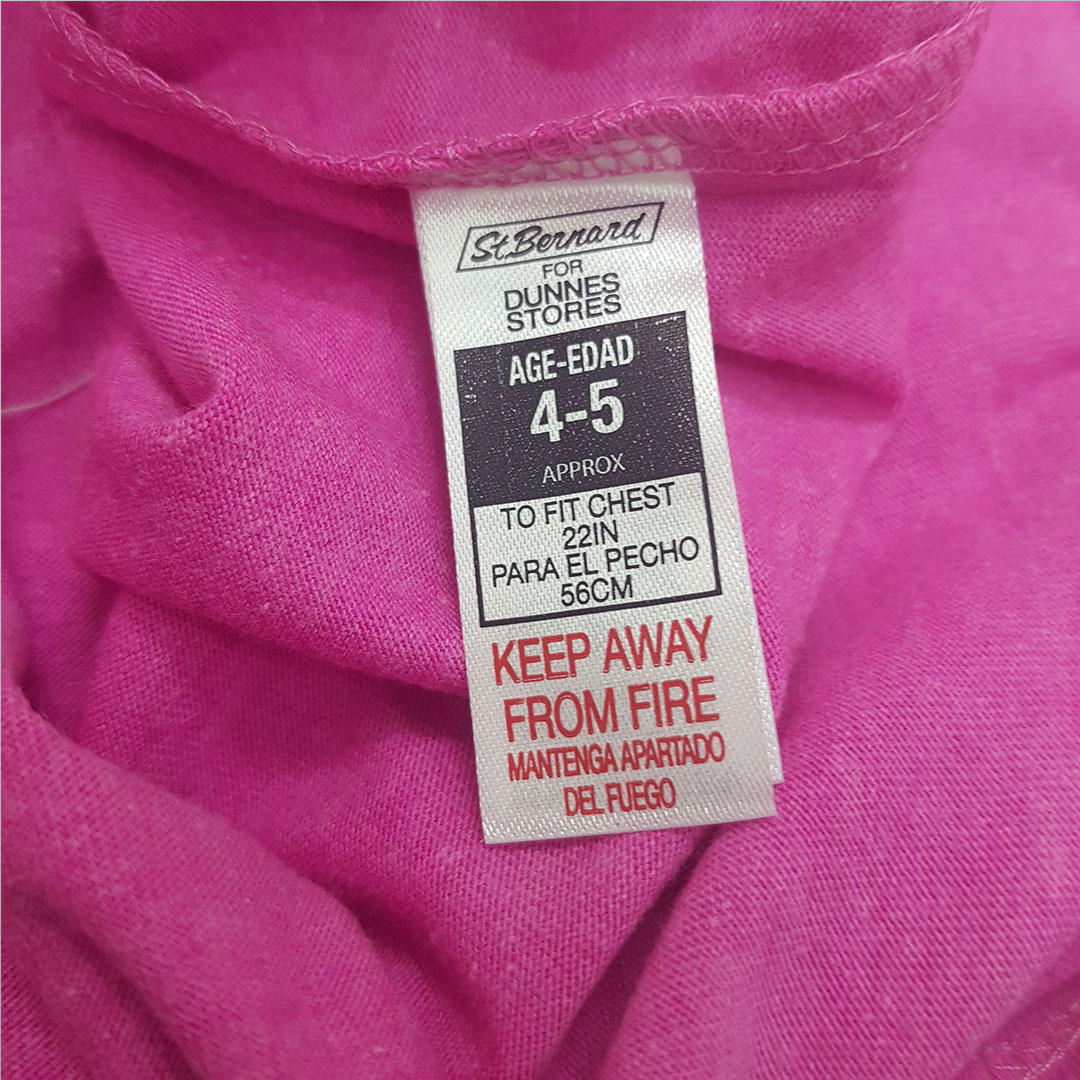 St. Bernard
FOR
DUNNES
STORES
AGE-EDAD
4-5
APPROX
TO FIT CHEST
22IN
PARA EL PECHO
56CM
KEEP AWAY
FROM FIRE
MANTENGA APARTADO
DEL FUEGO